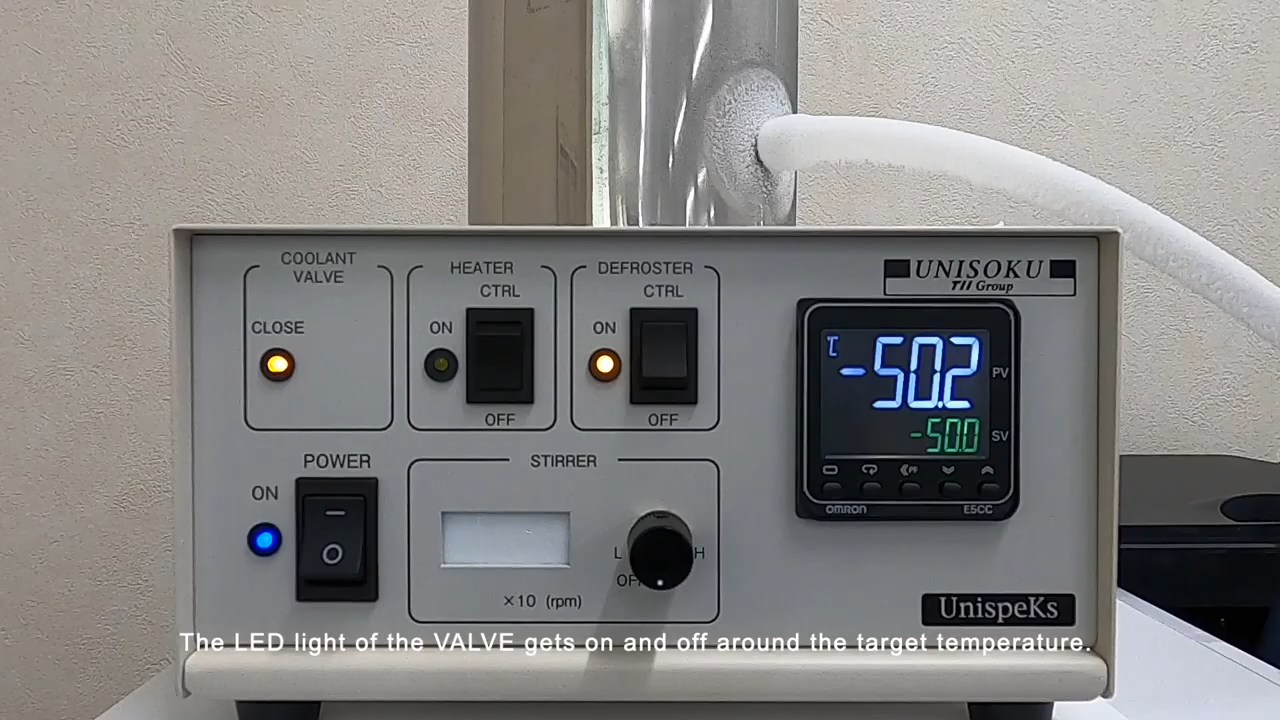 COOLANT
VALVE
CLOSE
HEATER
CTRL
ON
OFF
DEFROSTER
CTRL
ON
OFF
UNISOKU
TII Group
-50.2
PV
-50.0
SV
PF
OMRON E5CC
POWER
ON
STIRRER
L H
×10 (rpm)
UnispeKs
The LED light of the VALVE gets on and off around the target temperature.